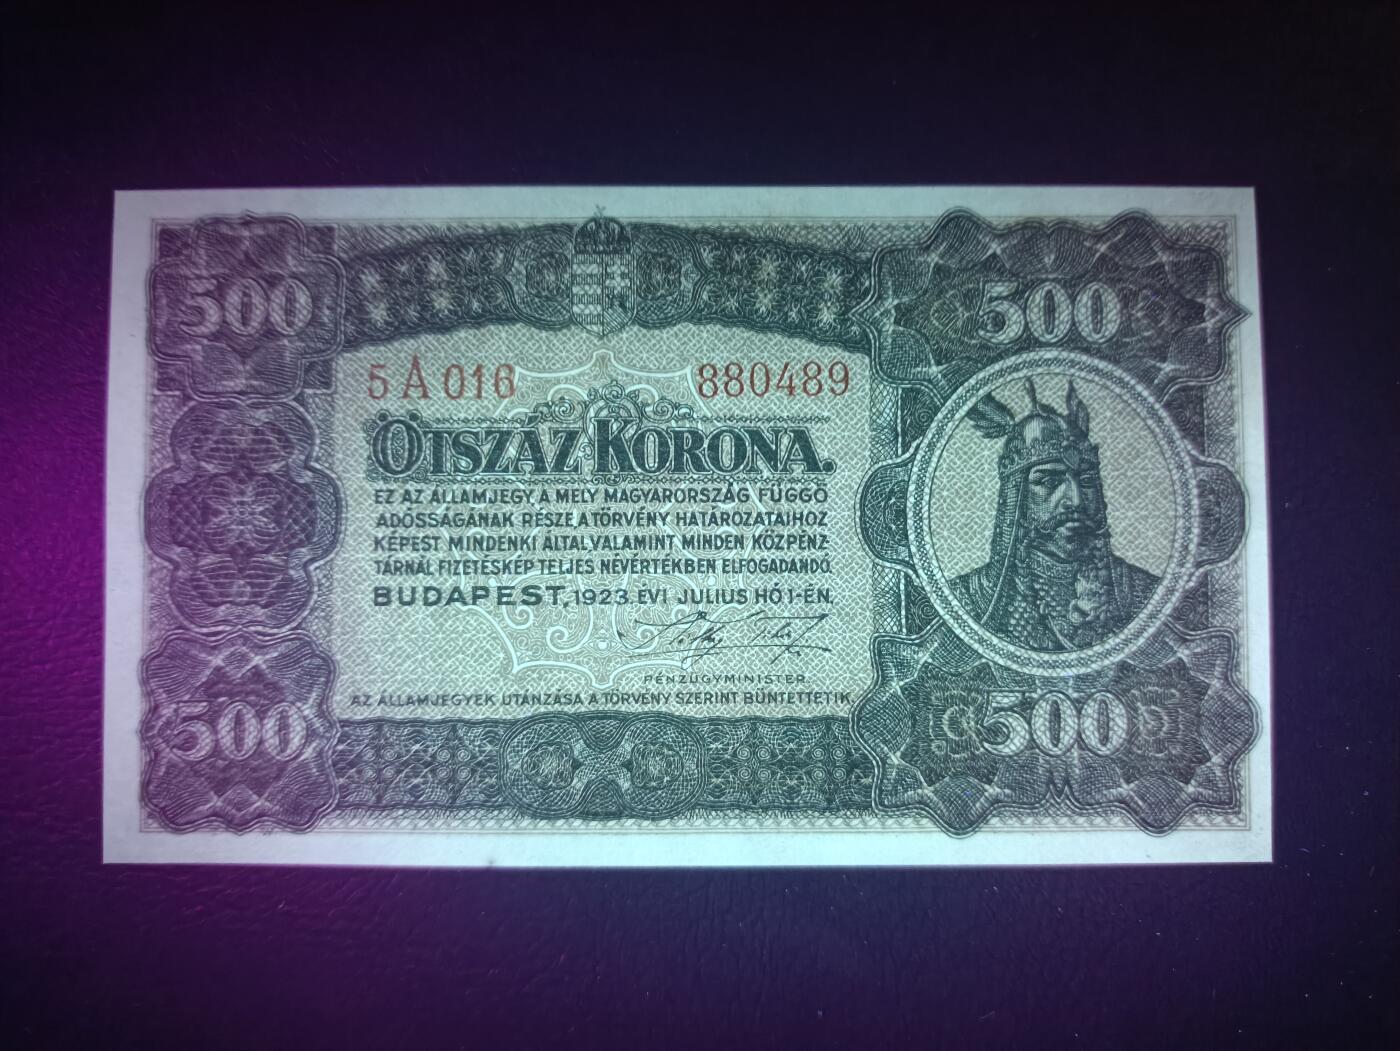 500
500
5 A 016
880489
ÖTSZÁZ KORONA.
EZ AZ ÁLLAMJEGY A MELY MAGYARORSZÁG FÜGGŐ
ADÓSSÁGÁNAK RÉSZE A TÖRVÉNY HATÁROZATAIHOZ
KÉPEST MINDENKI ÁLTAL VALAMINT MINDEN KÖZPÉNZ
TÁRNÁL FIZETÉSKÉP TELJES NÉVÉRTÉKBEN ELFOGADANDÓ.
BUDAPEST, 1923. ÉVI JULIUS HÓ 1-ÉN.
PÉNZÜGYMINISTER.
AZ ÁLLAMJEGYEK UTÁNZÁSA A TÖRVÉNY SZERINT BÜNTETTETIK.
500
500